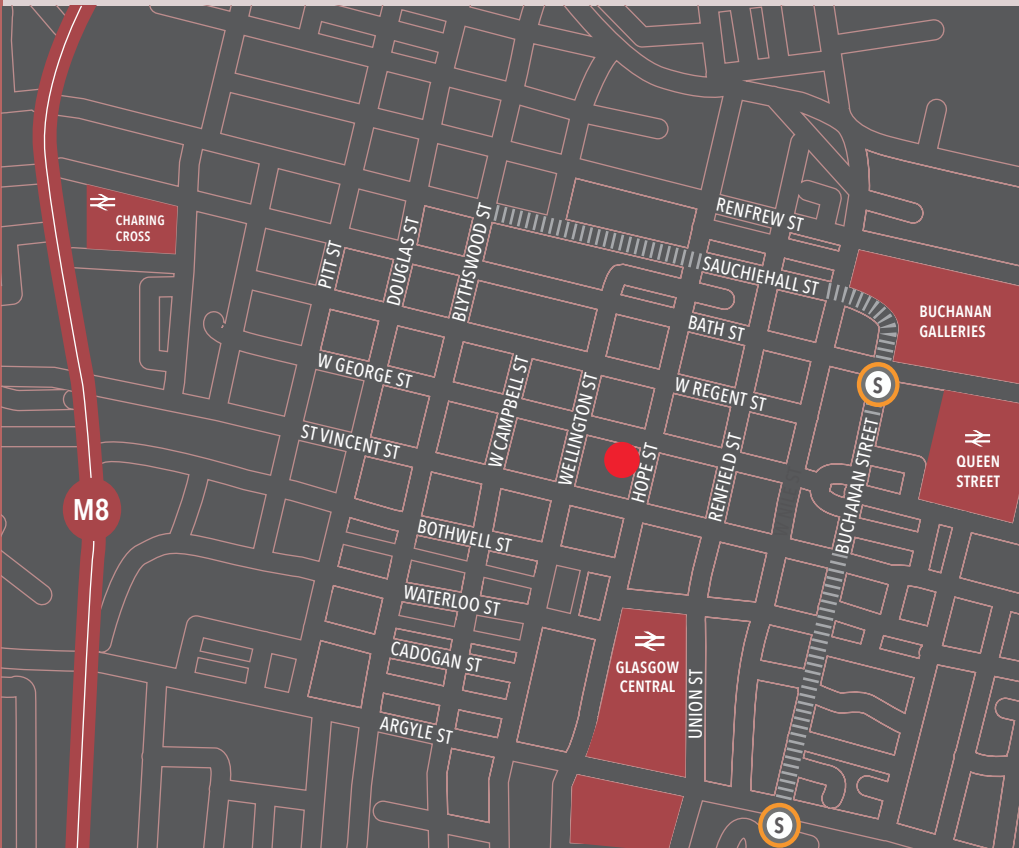 RENFREW ST
CHARING
CROSS
PITT ST
DOUGLAS ST
BLYTHSWOOD ST
SAUCHIEHALL ST
BUCHANAN
GALLERIES
BATH ST
W GEORGE ST
W CAMPBELL ST
WELLINGTON ST
W REGENT ST
S
ST VINCENT ST
HOPE ST
RENFIELD ST
BUCHANAN STREET
QUEEN
STREET
M8
BOTHWELL ST
WATERLOO ST
CADOGAN ST
GLASGOW
CENTRAL
UNION ST
ARGYLE ST
S